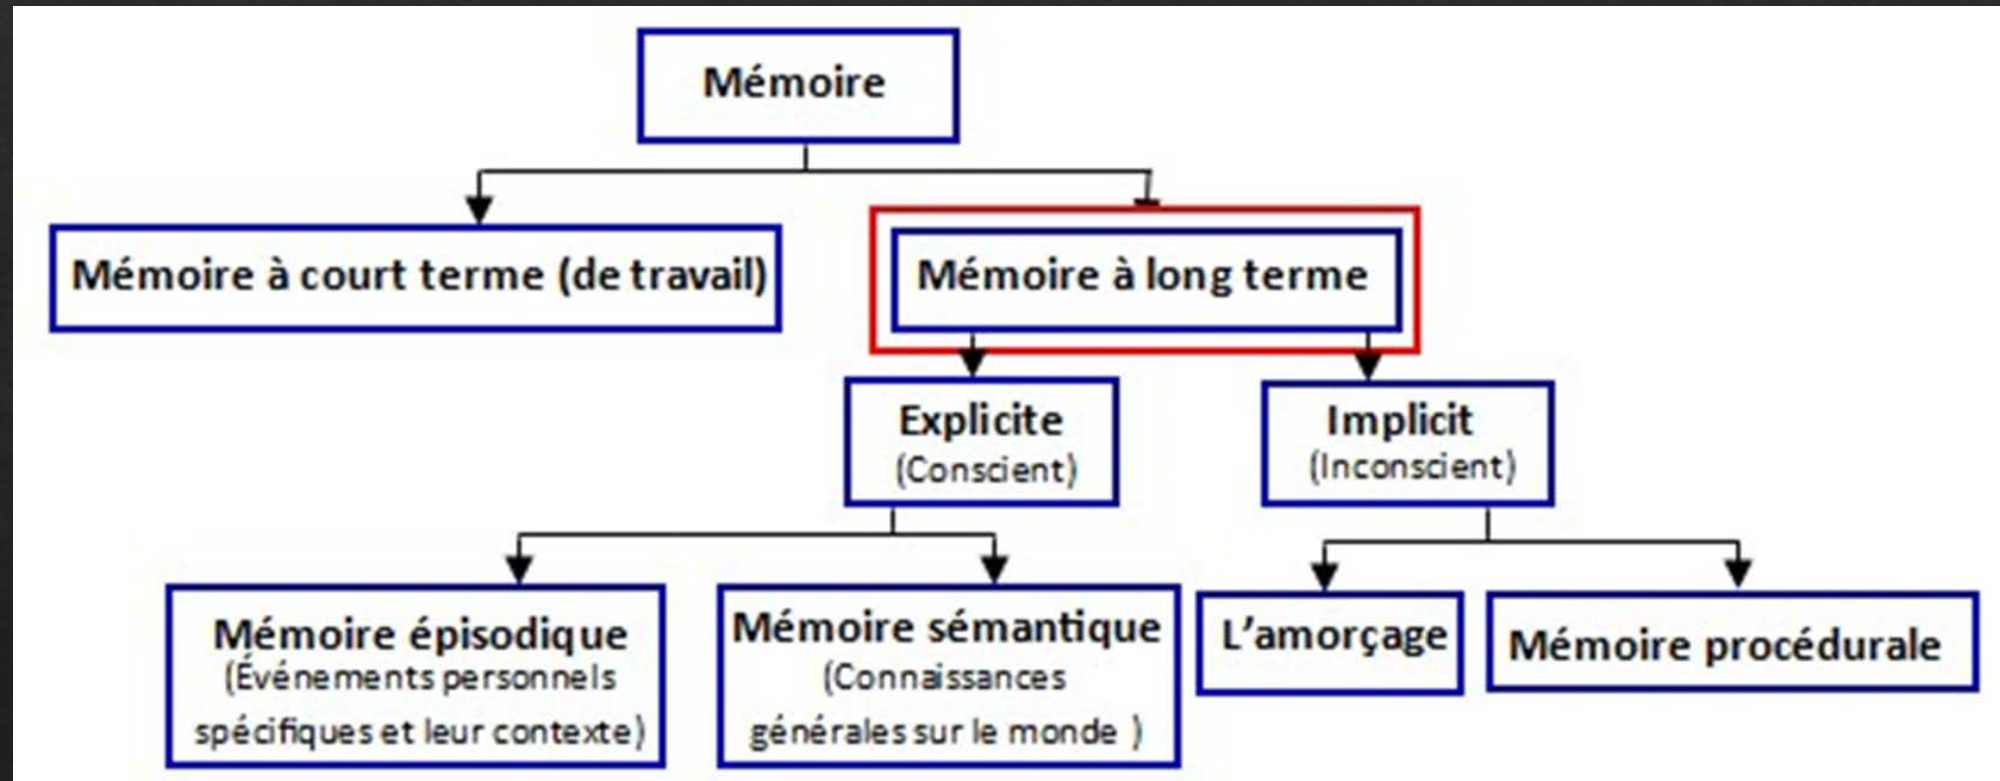 Mémoire
Mémoire à court terme (de travail)
Mémoire à long terme
Explicite
(Conscient)
Implicit
(Inconscient)
Mémoire épisodique
(Événements personnels
spécifiques et leur contexte)
Mémoire sémantique
(Connaissances
générales sur le monde )
L’amorçage
Mémoire procédurale